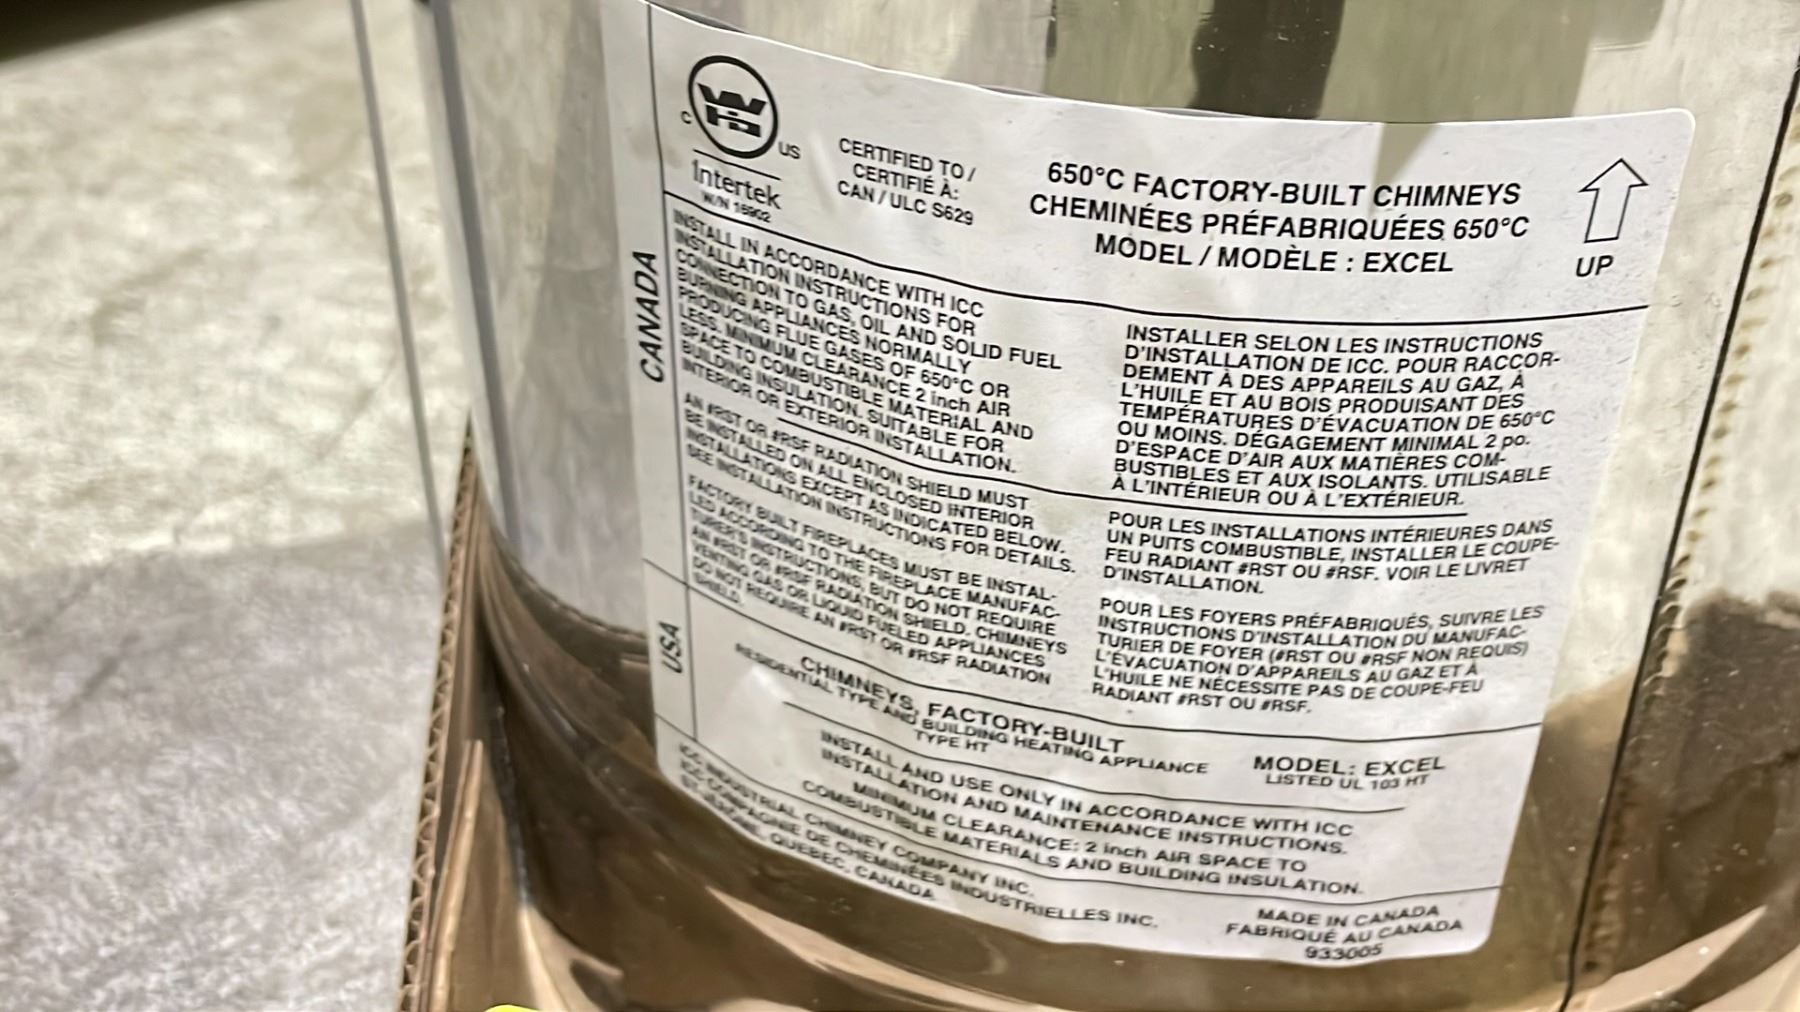 WH
C
US
Intertek
W/N 16902
CERTIFIED TO /
CERTIFIÉ À:
CAN / ULC S629
650°C FACTORY-BUILT CHIMNEYS
CHEMINÉES PRÉFABRIQUÉES 650°C
MODEL / MODÈLE : EXCEL
UP
CANADA
INSTALL IN ACCORDANCE WITH ICC
INSTALLATION INSTRUCTIONS FOR
CONNECTION TO GAS, OIL AND SOLID FUEL
BURNING APPLIANCES NORMALLY
PRODUCING FLUE GASES OF 650°C OR
LESS. MINIMUM CLEARANCE 2 inch AIR
SPACE TO COMBUSTIBLE MATERIAL AND
BUILDING INSULATION. SUITABLE FOR
INTERIOR OR EXTERIOR INSTALLATION.
AN #RST OR #RSF RADIATION SHIELD MUST
BE INSTALLED ON ALL ENCLOSED INTERIOR
INSTALLATIONS EXCEPT AS INDICATED BELOW.
SEE INSTALLATION INSTRUCTIONS FOR DETAILS.
FACTORY BUILT FIREPLACES MUST BE INSTAL-
LED ACCORDING TO THE FIREPLACE MANUFAC-
TURER'S INSTRUCTIONS, BUT DO NOT REQUIRE
AN #RST OR #RSF RADIATION SHIELD. CHIMNEYS
VENTING GAS OR LIQUID FUELED APPLIANCES
DO NOT REQUIRE AN #RST OR #RSF RADIATION
SHIELD.
INSTALLER SELON LES INSTRUCTIONS
D'INSTALLATION DE ICC. POUR RACCOR-
DEMENT À DES APPAREILS AU GAZ, À
L'HUILE ET AU BOIS PRODUISANT DES
TEMPÉRATURES D'ÉVACUATION DE 650°C
OU MOINS. DÉGAGEMENT MINIMAL 2 po.
D'ESPACE D'AIR AUX MATIÈRES COM-
BUSTIBLES ET AUX ISOLANTS. UTILISABLE
À L'INTÉRIEUR OU À L'EXTÉRIEUR.
POUR LES INSTALLATIONS INTÉRIEURES DANS
UN PUITS COMBUSTIBLE, INSTALLER LE COUPE-
FEU RADIANT #RST OU #RSF. VOIR LE LIVRET
D'INSTALLATION.
POUR LES FOYERS PRÉFABRIQUÉS, SUIVRE LES
INSTRUCTIONS D'INSTALLATION DU MANUFAC-
TURIER DE FOYER (#RST OU #RSF NON REQUIS)
L'ÉVACUATION D'APPAREILS AU GAZ ET À
L'HUILE NE NÉCESSITE PAS DE COUPE-FEU
RADIANT #RST OU #RSF.
USA
CHIMNEYS, FACTORY-BUILT
RESIDENTIAL TYPE AND BUILDING HEATING APPLIANCE
TYPE HT
MODEL: EXCEL
LISTED UL 103 HT
INSTALL AND USE ONLY IN ACCORDANCE WITH ICC
INSTALLATION AND MAINTENANCE INSTRUCTIONS.
MINIMUM CLEARANCE: 2 inch AIR SPACE TO
COMBUSTIBLE MATERIALS AND BUILDING INSULATION.
ICC INDUSTRIAL CHIMNEY COMPANY INC.
ICC COMPAGNIE DE CHEMINÉES INDUSTRIELLES INC.
ST. JÉRÔME, QUEBEC, CANADA
MADE IN CANADA
FABRIQUÉ AU CANADA
933005